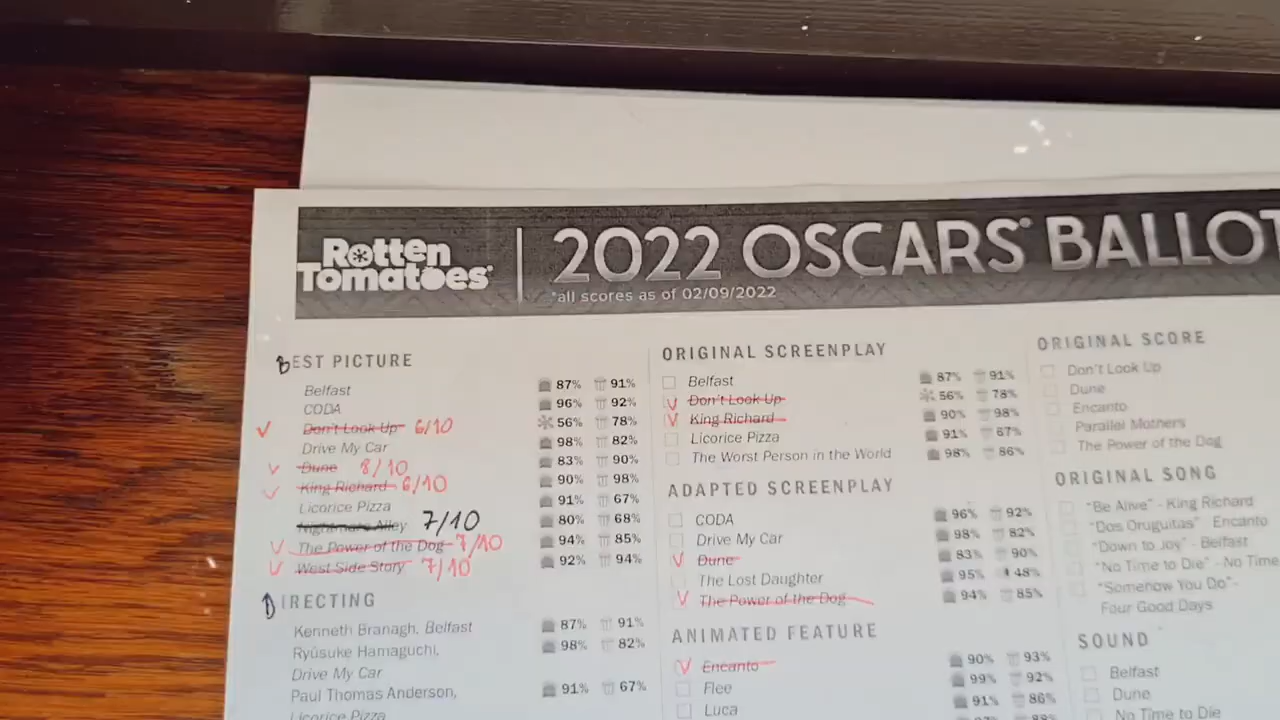 Rotten
Tomatoes®
2022 OSCARS® BALLOT
*all scores as of 02/09/2022
BEST PICTURE
Belfast 87% 91%
CODA 96% 92%
Don't Look Up 6/10 56% 78%
Drive My Car 98% 82%
Dune 8/10 83% 90%
King Richard 6/10 90% 98%
Licorice Pizza 91% 67%
Nightmare Alley 7/10 80% 68%
The Power of the Dog 7/10 94% 85%
West Side Story 7/10 92% 94%
DIRECTING
Kenneth Branagh, Belfast 87% 91%
Ryûsuke Hamaguchi, 98% 82%
Drive My Car
Paul Thomas Anderson, 91% 67%
Licorice Pizza
ORIGINAL SCREENPLAY
Belfast 87% 91%
Don't Look Up 56% 78%
King Richard 90% 98%
Licorice Pizza 91% 67%
The Worst Person in the World 98% 86%
ADAPTED SCREENPLAY
CODA 96% 92%
Drive My Car 98% 82%
Dune 83% 90%
The Lost Daughter 95% 48%
The Power of the Dog 94% 85%
ANIMATED FEATURE
Encanto 90% 93%
Flee 99% 92%
Luca 91% 86%
ORIGINAL SCORE
Don't Look Up
Dune
Encanto
Parallel Mothers
The Power of the Dog
ORIGINAL SONG
"Be Alive" - King Richard
"Dos Oruguitas" Encanto
"Down to Joy" - Belfast
"No Time to Die" - No Time
"Somehow You Do"-
Four Good Days
SOUND
Belfast
Dune
No Time to Die